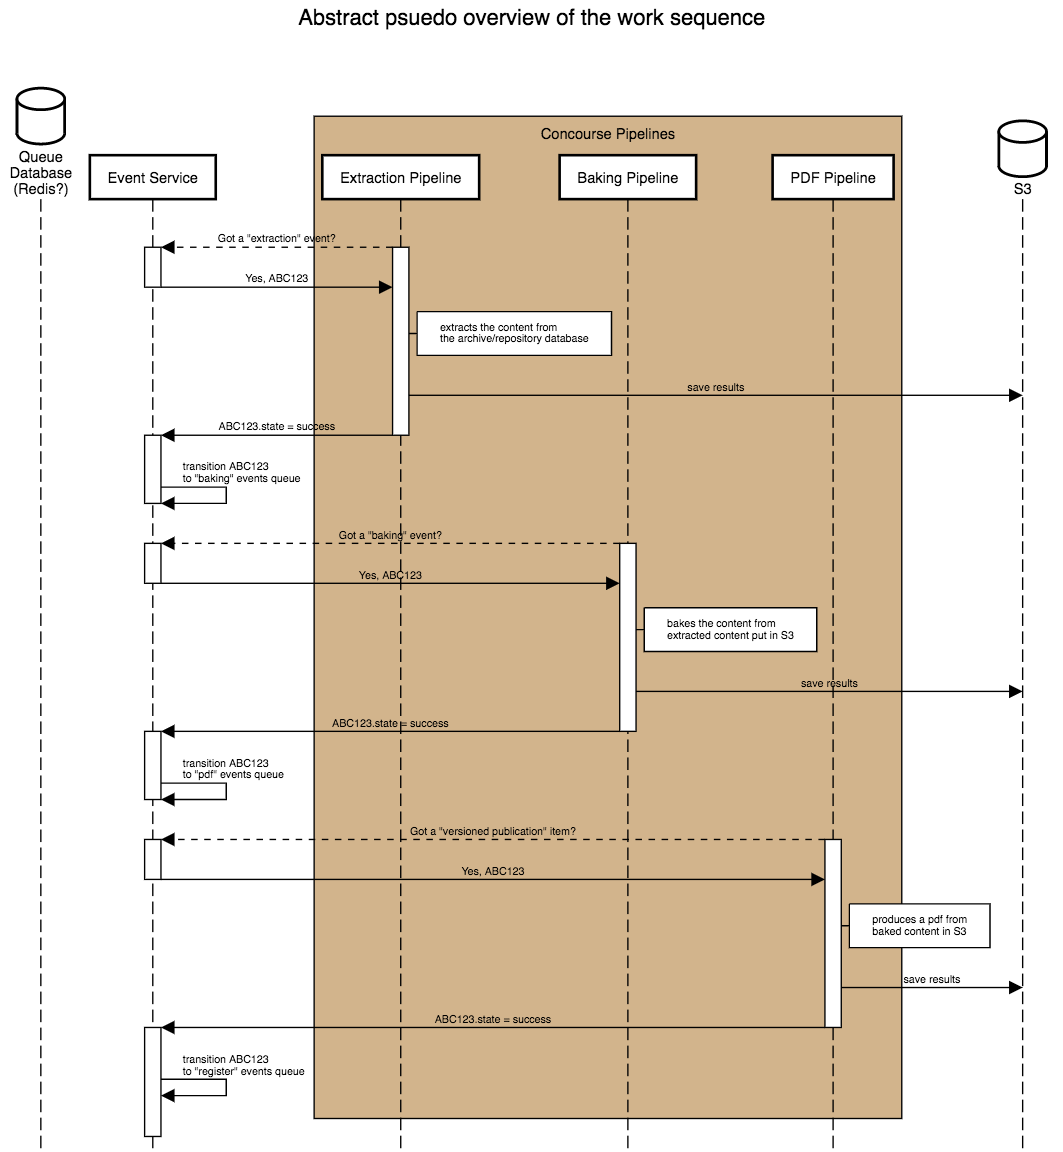 Abstract psuedo overview of the work sequence
Queue
Database
(Redis?)
Event Service
Concourse Pipelines
Extraction Pipeline
Baking Pipeline
PDF Pipeline
S3
Got a "extraction" event?
Yes, ABC123
extracts the content from
the archive/repository database
save results
ABC123.state = success
transition ABC123
to "baking" events queue
Got a "baking" event?
Yes, ABC123
bakes the content from
extracted content put in S3
save results
ABC123.state = success
transition ABC123
to "pdf" events queue
Got a "versioned publication" item?
Yes, ABC123
produces a pdf from
baked content in S3
save results
ABC123.state = success
transition ABC123
to "register" events queue